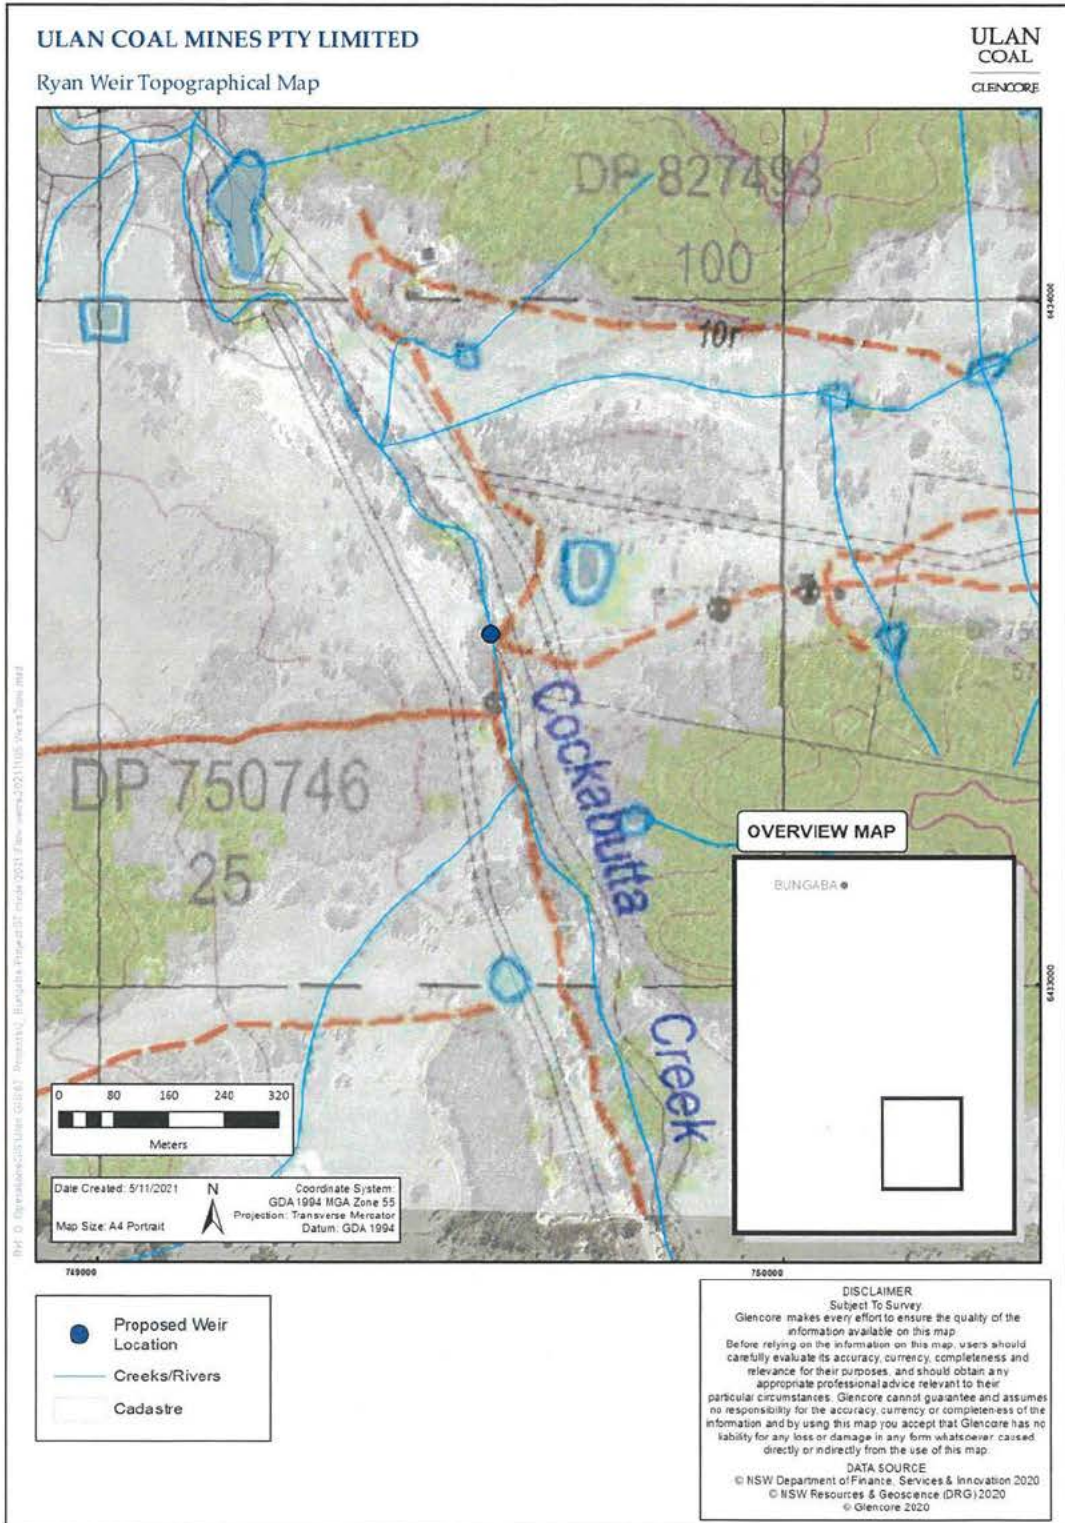 ULAN COAL MINES PTY LIMITED
Ryan Weir Topographical Map
ULAN
COAL
GLENCORE
DP 827493
100
10r
6434000
DP 750746
25
Cockabutta
Creek
57
OVERVIEW MAP
BUNGABA
6433000
0 80 160 240 320
Meters
Date Created: 5/11/2021
Map Size: A4 Portrait
N
Coordinate System:
GDA 1994 MGA Zone 55
Projection: Transverse Mercator
Datum: GDA 1994
749000
750000
Proposed Weir
Location
Creeks/Rivers
Cadastre
DISCLAIMER
Subject To Survey
Glencore makes every effort to ensure the quality of the
information available on this map
Before relying on the information on this map, users should
carefully evaluate its accuracy, currency, completeness and
relevance for their purposes, and should obtain any
appropriate professional advice relevant to their
particular circumstances. Glencore cannot guarantee and assumes
no responsibility for the accuracy, currency or completeness of the
information and by using this map you accept that Glencore has no
liability for any loss or damage in any form whatsoever caused
directly or indirectly from the use of this map.
DATA SOURCE
© NSW Department of Finance, Services & Innovation 2020
© NSW Resources & Geoscience (DRG) 2020
© Glencore 2020